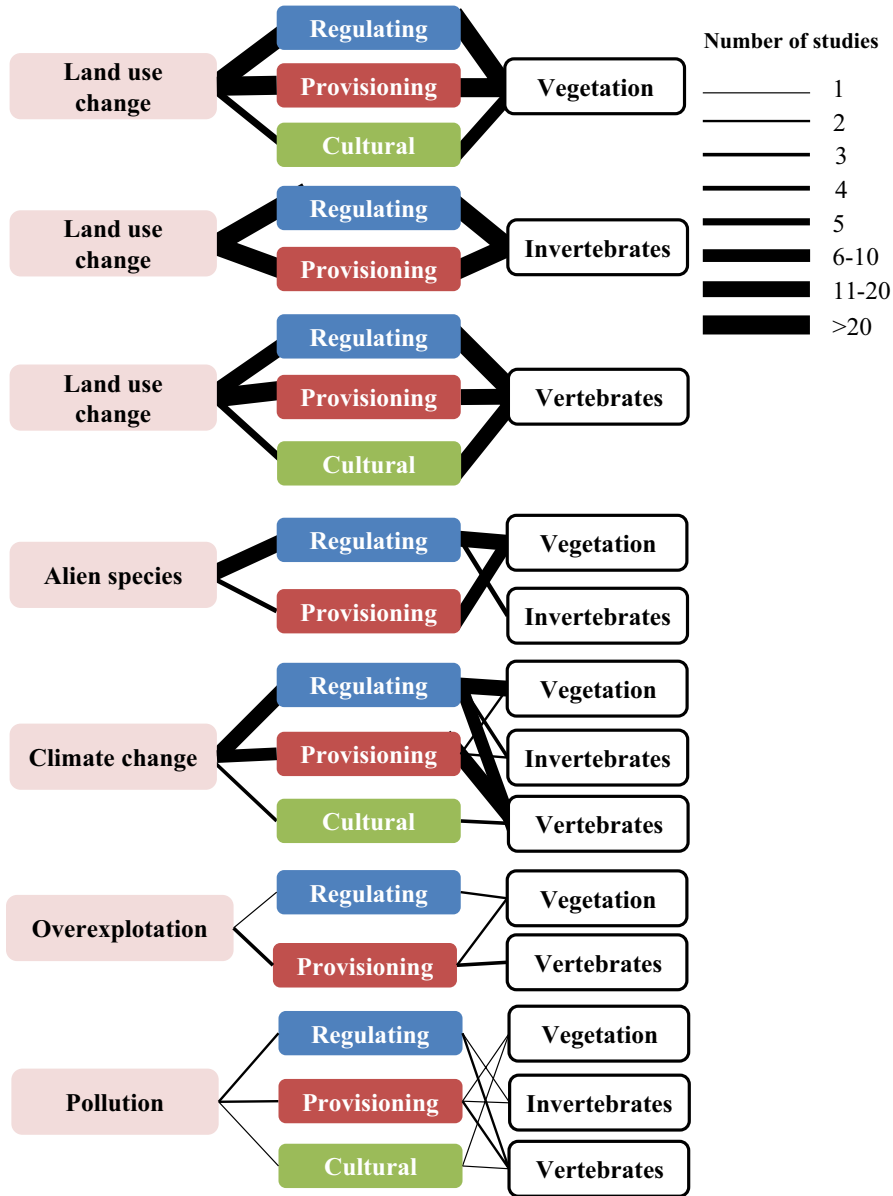 Number of studies
1
2
3
4
5
6-10
11-20
>20
Land use
change
Regulating
Provisioning
Cultural
Vegetation
Land use
change
Regulating
Provisioning
Invertebrates
Land use
change
Regulating
Provisioning
Cultural
Vertebrates
Alien species
Regulating
Provisioning
Vegetation
Invertebrates
Climate change
Regulating
Provisioning
Cultural
Vegetation
Invertebrates
Vertebrates
Overexplotation
Regulating
Provisioning
Vegetation
Vertebrates
Pollution
Regulating
Provisioning
Cultural
Vegetation
Invertebrates
Vertebrates